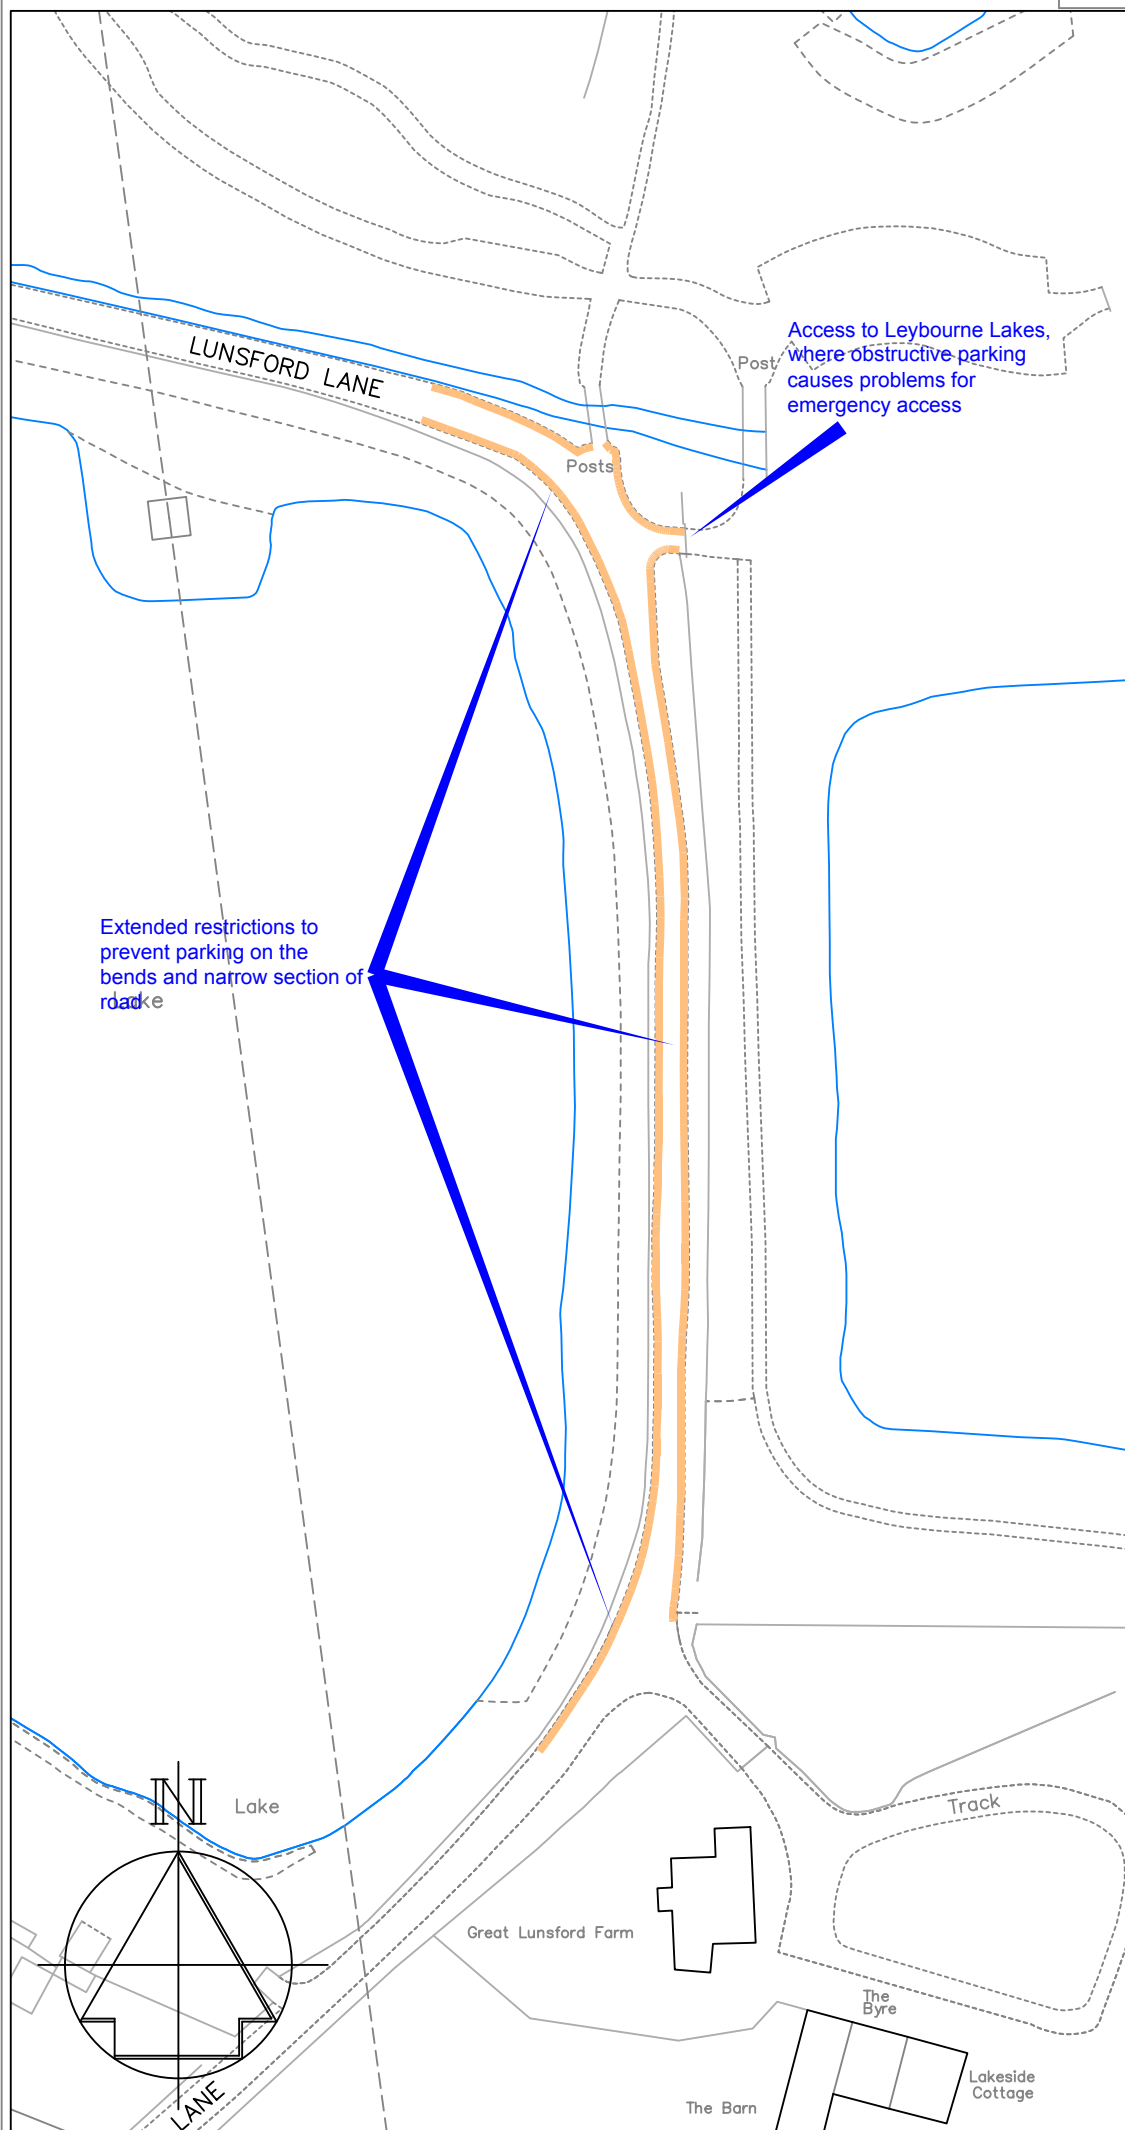 LUNSFORD LANE
Access to Leybourne Lakes,
where obstructive parking
causes problems for
emergency access
Post
Posts
Extended restrictions to
prevent parking on the
bends and narrow section of
road
Lake
N
Lake
Track
Great Lunsford Farm
The
Byre
Lakeside
Cottage
The Barn
LANE